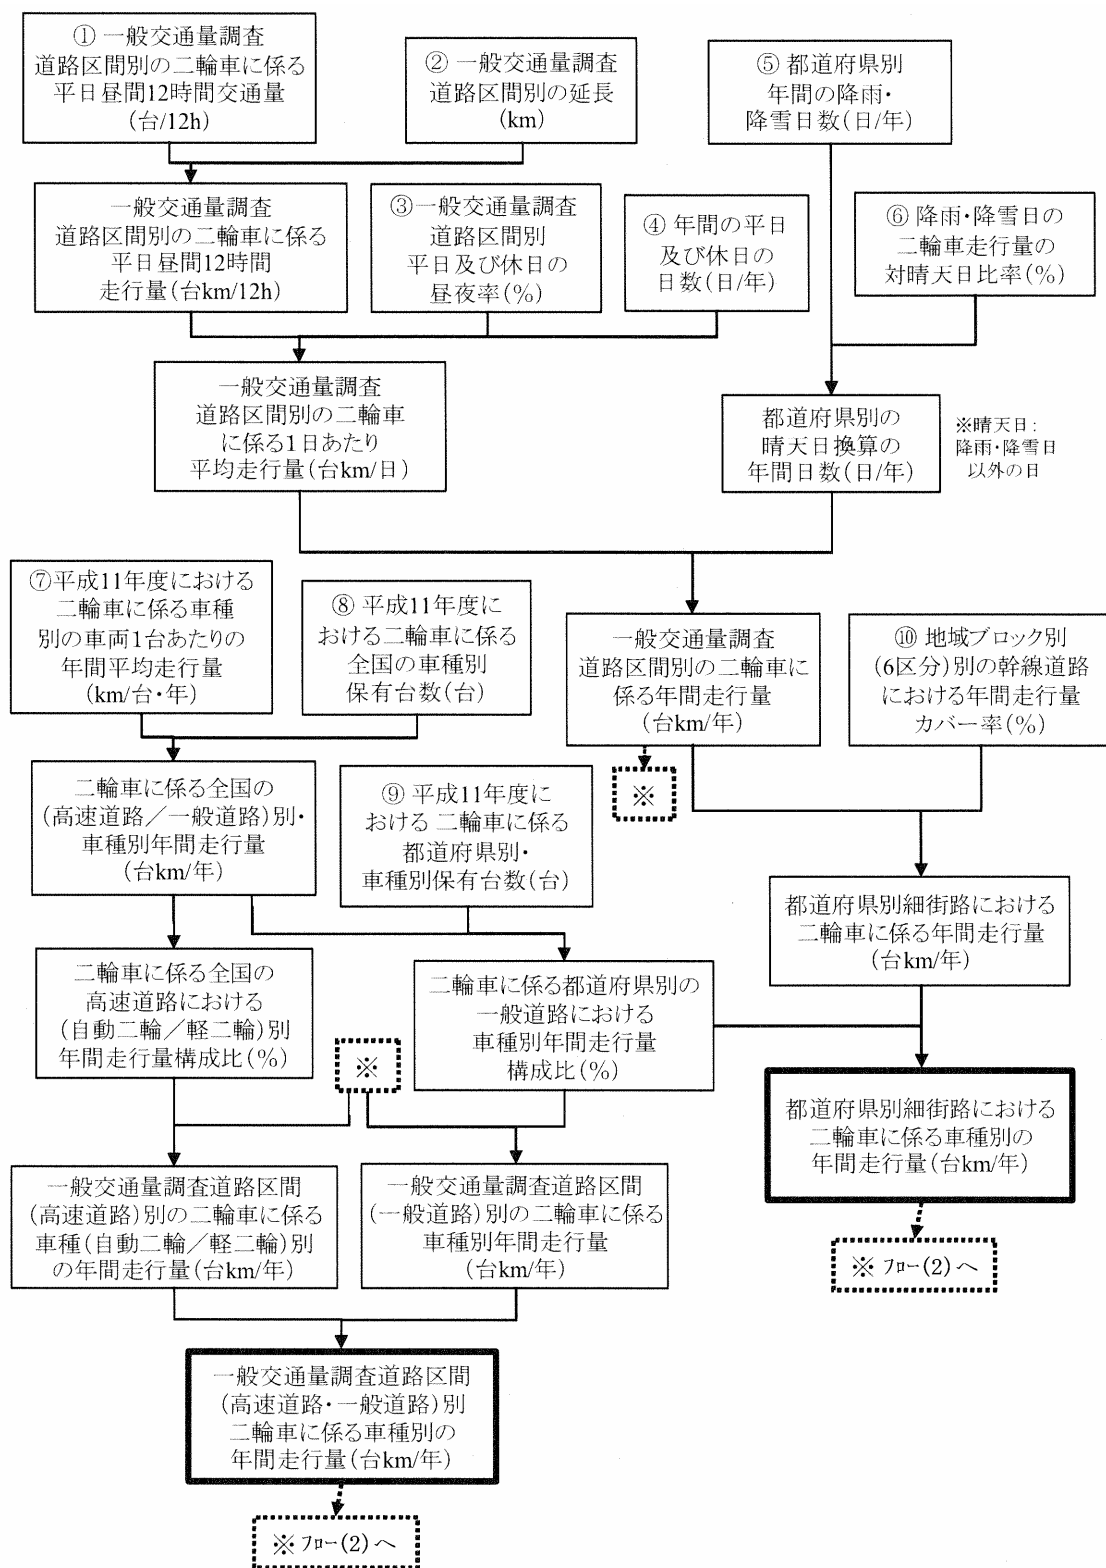 ① 一般交通量調査
道路区間別の二輪車に係る
平日昼間12時間交通量
(台/12h)
② 一般交通量調査
道路区間別の延長
(km)
⑤ 都道府県別
年間の降雨・
降雪日数(日/年)
一般交通量調査
道路区間別の二輪車に係る
平日昼間12時間
走行量(台km/12h)
③ 一般交通量調査
道路区間別
平日及び休日の
昼夜率(%)
④ 年間の平日
及び休日の
日数(日/年)
⑥ 降雨・降雪日の
二輪車走行量の
対晴天日比率(%)
一般交通量調査
道路区間別の二輪車
に係る1日あたり
平均走行量(台km/日)
都道府県別の
晴天日換算の
年間日数(日/年)
※晴天日:
降雨・降雪日
以外の日
⑦平成11年度における
二輪車に係る車種
別の車両1台あたりの
年間平均走行量
(km/台・年)
⑧ 平成11年度に
おける二輪車に係る
全国の車種別
保有台数(台)
一般交通量調査
道路区間別の二輪車に
係る年間走行量
(台km/年)
⑩ 地域ブロック別
(6区分)別の幹線道路
における年間走行量
カバー率(%)
※
二輪車に係る全国の
(高速道路/一般道路)別・
車種別年間走行量
(台km/年)
⑨ 平成11年度に
おける 二輪車に係る
都道府県別・
車種別保有台数(台)
都道府県別細街路における
二輪車に係る年間走行量
(台km/年)
二輪車に係る全国の
高速道路における
(自動二輪/軽二輪)別
年間走行量構成比(%)
※
二輪車に係る都道府県別の
一般道路における
車種別年間走行量
構成比(%)
都道府県別細街路における
二輪車に係る車種別の
年間走行量(台km/年)
一般交通量調査道路区間
(高速道路)別の二輪車に係る
車種(自動二輪/軽二輪)別
の年間走行量(台km/年)
一般交通量調査道路区間
(一般道路)別の二輪車に係る
車種別年間走行量
(台km/年)
※ フロー(2)へ
一般交通量調査道路区間
(高速道路・一般道路)別
二輪車に係る車種別の
年間走行量(台km/年)
※ フロー(2)へ